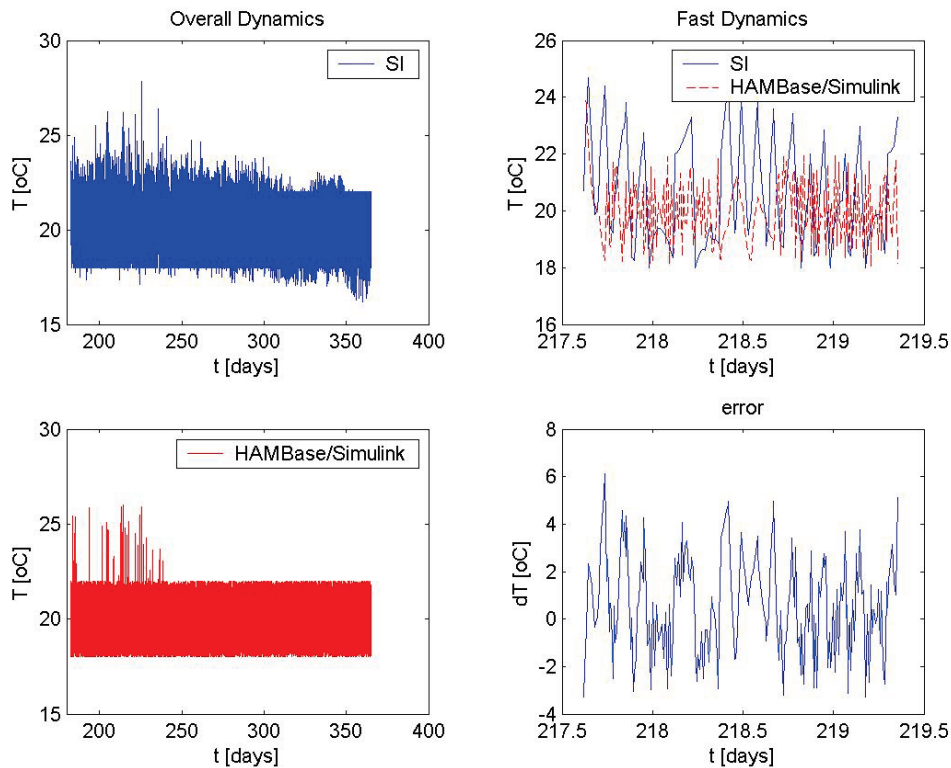 Overall Dynamics
30
25
20
15
T [oC]
SI
200
250
300
350
400
t [days]
Fast Dynamics
26
24
22
20
18
16
T [oC]
SI
HAMBase/Simulink
217.5
218
218.5
219
219.5
t [days]
30
25
20
15
T [oC]
HAMBase/Simulink
200
250
300
350
400
t [days]
error
8
6
4
2
0
-2
-4
dT [oC]
217.5
218
218.5
219
219.5
t [days]